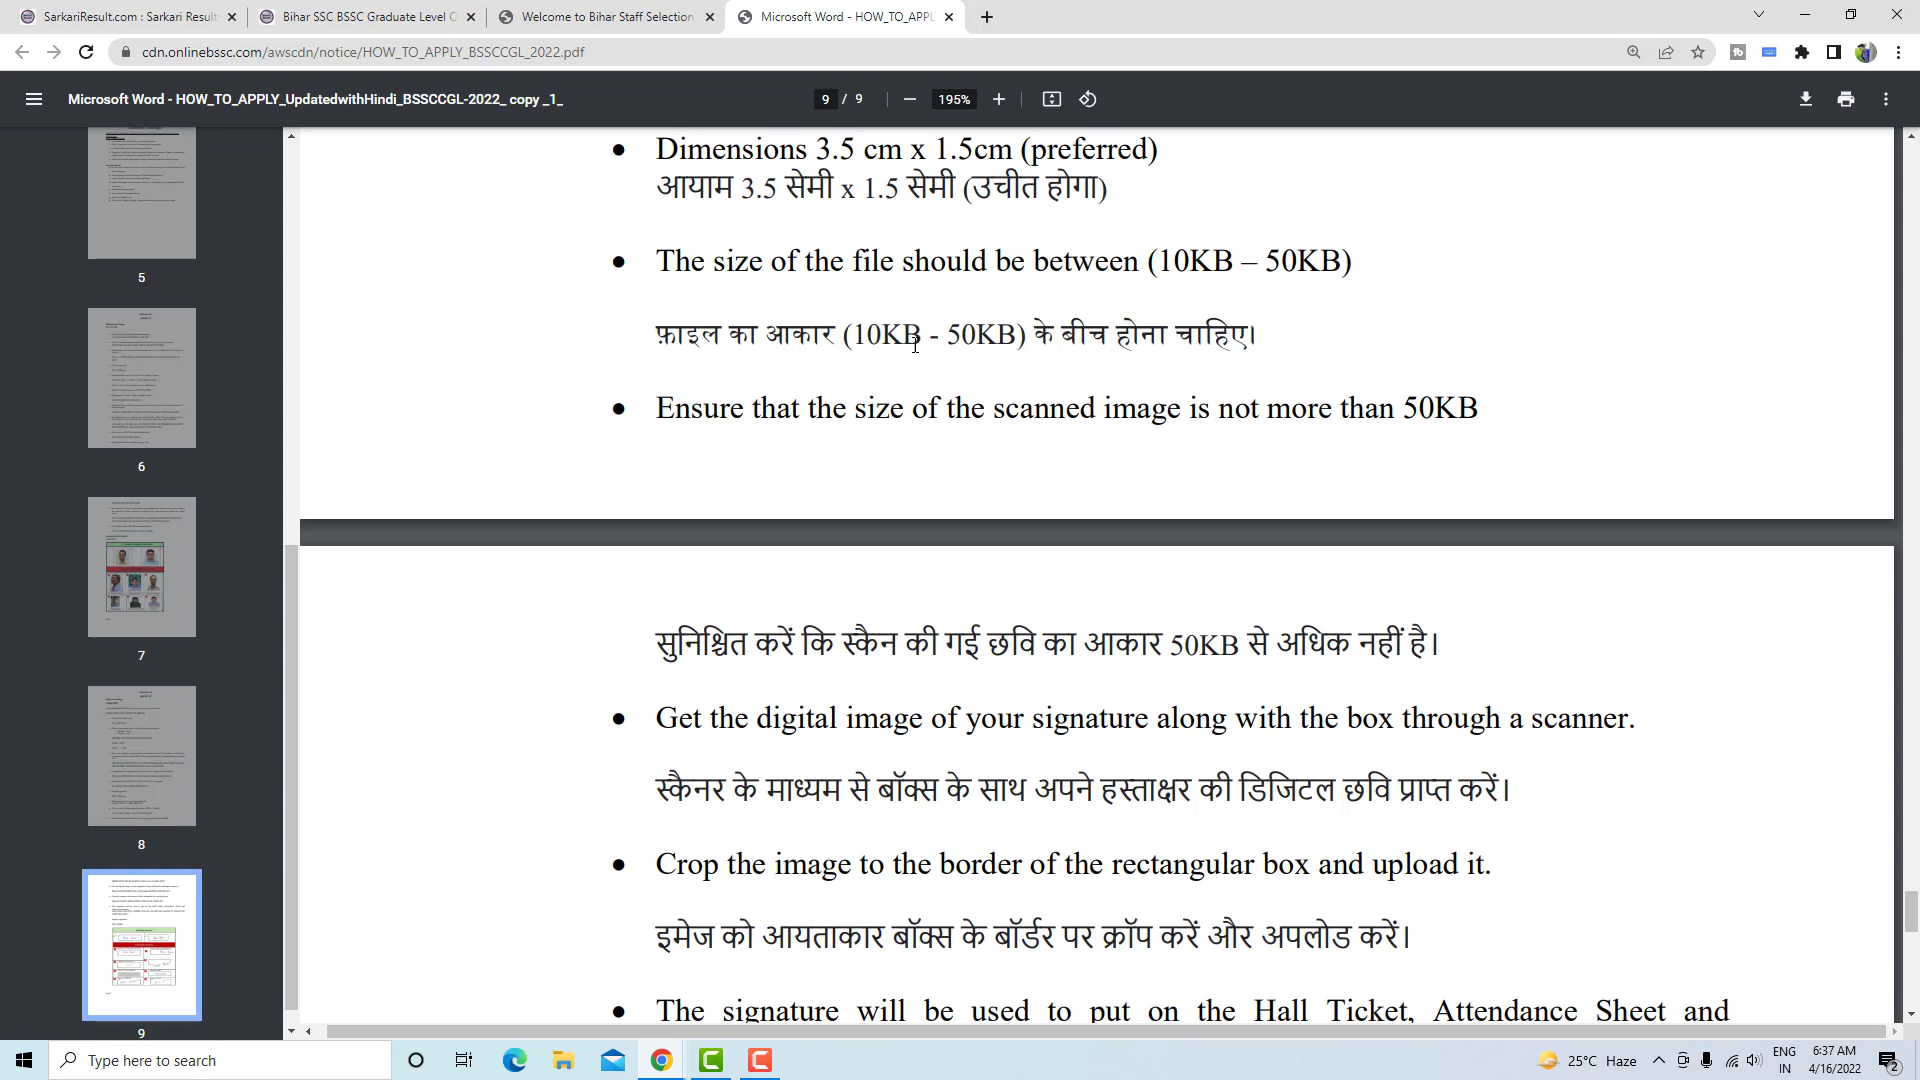 SarkariResult.com : Sarkari Result
Bihar SSC BSSC Graduate Level C
Welcome to Bihar Staff Selection
Microsoft Word - HOW_TO_APPL
cdn.onlinebssc.com/awscdn/notice/HOW_TO_APPLY_BSSCCGL_2022.pdf
Microsoft Word - HOW_TO_APPLY_UpdatedwithHindi_BSSCCGL-2022_ copy _1_
9 / 9
195%
5
6
7
8
9
• Dimensions 3.5 cm x 1.5cm (preferred)
आयाम 3.5 सेमी x 1.5 सेमी (उचीत होगा)
• The size of the file should be between (10KB – 50KB)
फ़ाइल का आकार (10KB - 50KB) के बीच होना चाहिए।
• Ensure that the size of the scanned image is not more than 50KB
सुनिश्चित करें कि स्कैन की गई छवि का आकार 50KB से अधिक नहीं है।
• Get the digital image of your signature along with the box through a scanner.
स्कैनर के माध्यम से बॉक्स के साथ अपने हस्ताक्षर की डिजिटल छवि प्राप्त करें।
• Crop the image to the border of the rectangular box and upload it.
इमेज को आयताकार बॉक्स के बॉर्डर पर क्रॉप करें और अपलोड करें।
• The signature will be used to put on the Hall Ticket, Attendance Sheet and
Type here to search
25°C Haze
ENG
IN
6:37 AM
4/16/2022
2